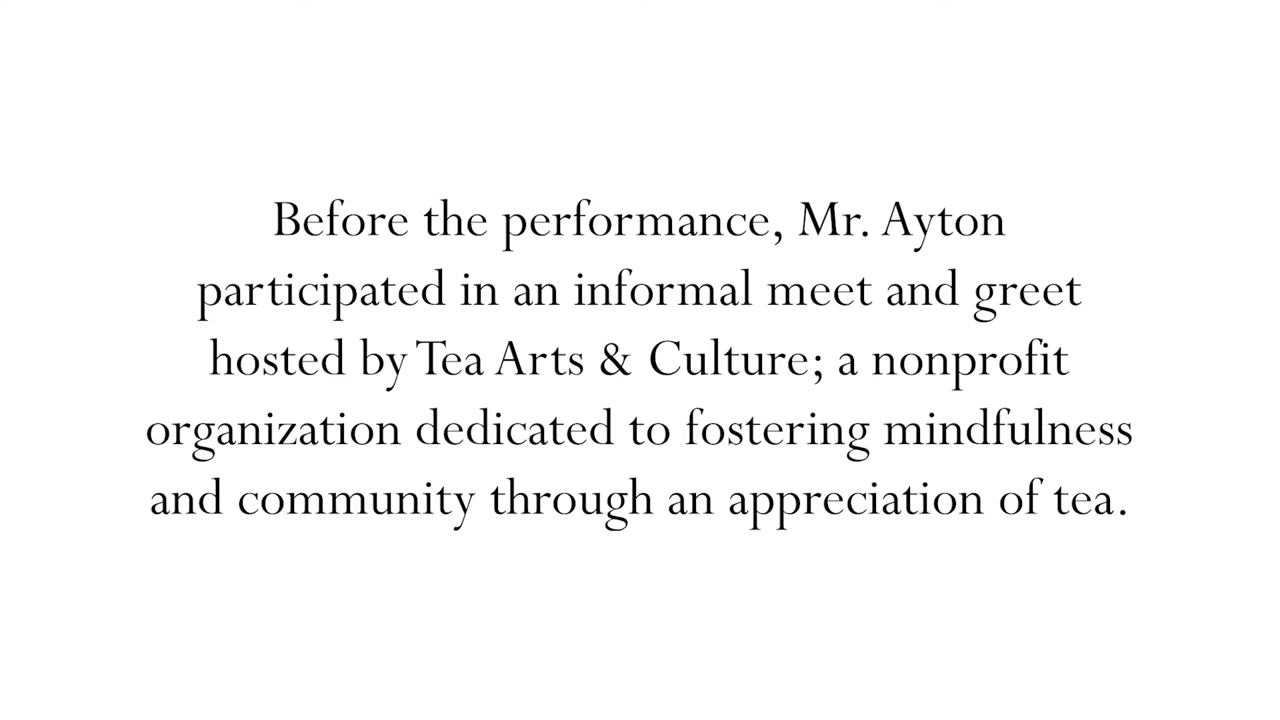 Before the performance, Mr. Ayton
participated in an informal meet and greet
hosted by Tea Arts & Culture; a nonprofit
organization dedicated to fostering mindfulness
and community through an appreciation of tea.